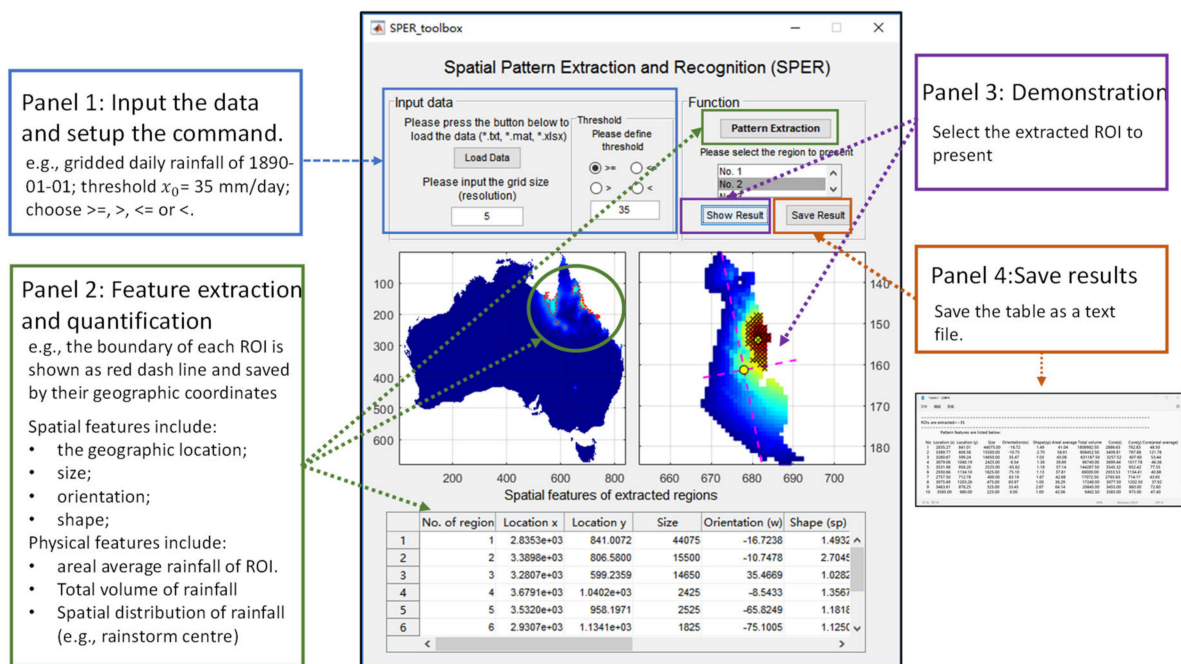 SPER_toolbox
Spatial Pattern Extraction and Recognition (SPER)
Panel 1: Input the data
and setup the command.
e.g., gridded daily rainfall of 1890-
01-01; threshold x₀= 35 mm/day;
choose >=, >, <= or <.
Panel 2: Feature extraction
and quantification
e.g., the boundary of each ROI is
shown as red dash line and saved
by their geographic coordinates
Spatial features include:
• the geographic location;
• size;
• orientation;
• shape;
Physical features include:
• areal average rainfall of ROI.
• Total volume of rainfall
• Spatial distribution of rainfall
(e.g., rainstorm centre)
Input data
Please press the button below to
load the data (*.txt, *.mat, *.xlsx)
Load Data
Please input the grid size
(resolution)
5
Threshold
Please define
threshold
>= <=
> <
35
Function
Pattern Extraction
Please select the region to present
No. 1
No. 2
Show Result
Save Result
100
200
300
400
500
600
200 400 600 800
140
150
160
170
180
670 680 690 700
Spatial features of extracted regions
No. of region Location x Location y Size Orientation (w) Shape (sp)
1 1 2.8353e+03 841.0072 44075 -16.7238 1.4932
2 2 3.3898e+03 806.5800 15500 -10.7478 2.7045
3 3 3.2807e+03 599.2359 14650 35.4669 1.0282
4 4 3.6791e+03 1.0402e+03 2425 -8.5433 1.3567
5 5 3.5320e+03 958.1971 2525 -65.8249 1.1818
6 6 2.9307e+03 1.1341e+03 1825 -75.1005 1.1250
Panel 3: Demonstration
Select the extracted ROI to
present
Panel 4:Save results
Save the table as a text
file.